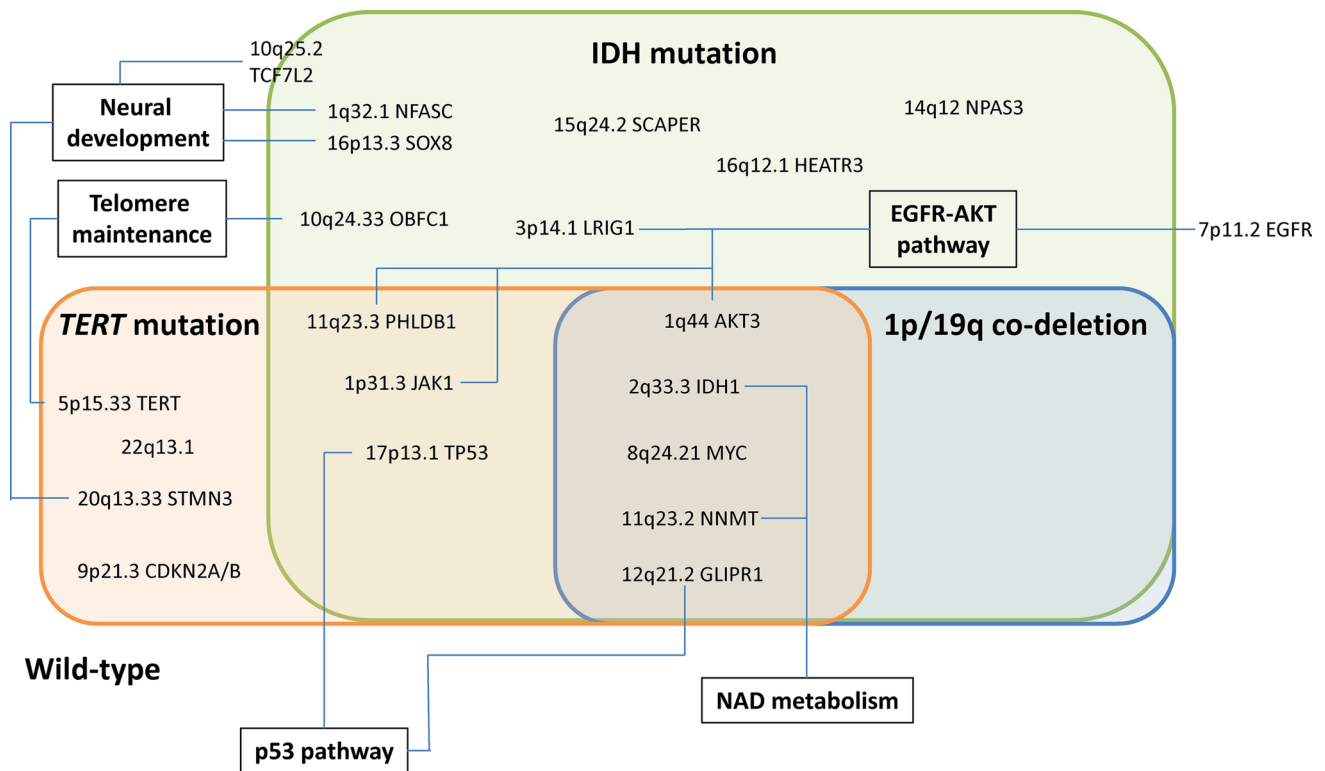 10q25.2
TCF7L2
IDH mutation
Neural
development
1q32.1 NFASC
16p13.3 SOX8
15q24.2 SCAPER
14q12 NPAS3
16q12.1 HEATR3
Telomere
maintenance
10q24.33 OBFC1
3p14.1 LRIG1
EGFR-AKT
pathway
7p11.2 EGFR
TERT mutation
11q23.3 PHLDB1
1q44 AKT3
1p/19q co-deletion
1p31.3 JAK1
2q33.3 IDH1
5p15.33 TERT
22q13.1
17p13.1 TP53
8q24.21 MYC
20q13.33 STMN3
11q23.2 NNMT
9p21.3 CDKN2A/B
12q21.2 GLIPR1
Wild-type
NAD metabolism
p53 pathway